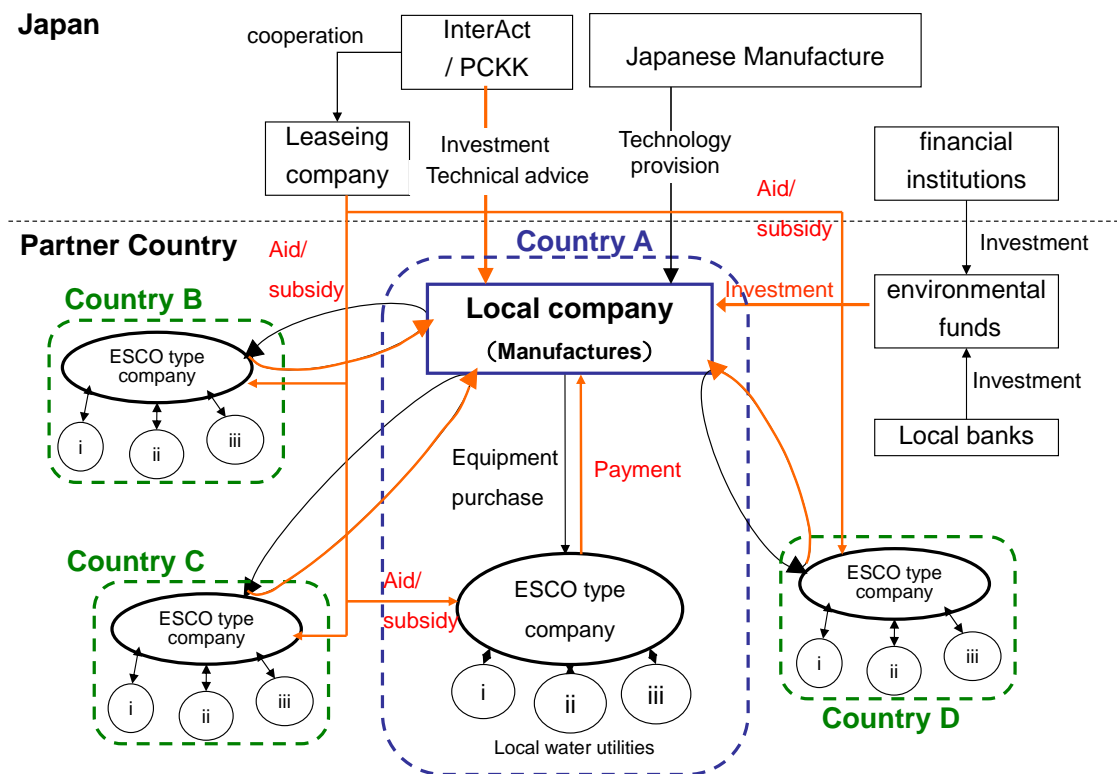 Japan
cooperation
InterAct
/ PCKK
Japanese Manufacture
Leaseing
company
Investment
Technical advice
Technology
provision
financial
institutions
Aid/
subsidy
Partner Country
Country A
Investment
Aid/
subsidy
Country B
Local company
（Manufactures）
Investment
environmental
funds
ESCO type
company
i
ii
iii
Investment
Local banks
Equipment
purchase
Payment
Country C
Aid/
subsidy
ESCO type
company
i
ii
iii
ESCO type
company
i
ii
iii
Local water utilities
ESCO type
company
i
ii
iii
Country D